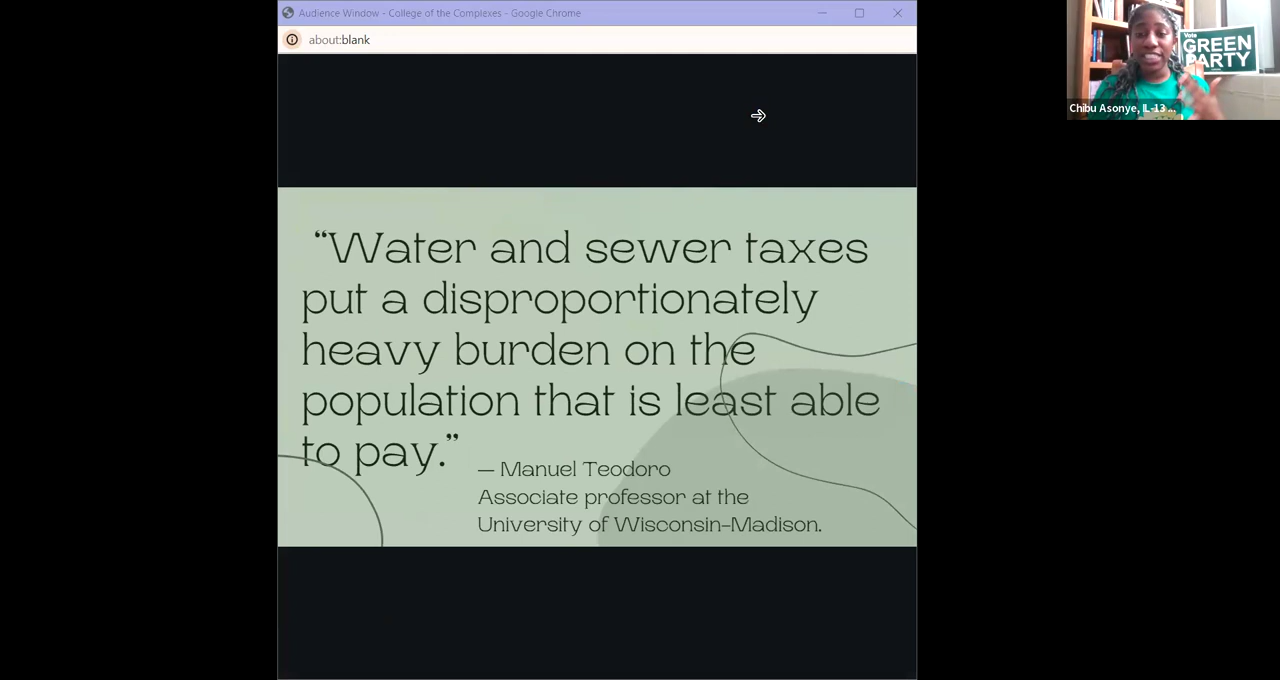 Audience Window - College of the Complexes - Google Chrome
about:blank
“Water and sewer taxes
put a disproportionately
heavy burden on the
population that is least able
to pay.”
— Manuel Teodoro
Associate professor at the
University of Wisconsin-Madison.
Vote
GREEN
PARTY
Chibu Asonye, IL-13 ...